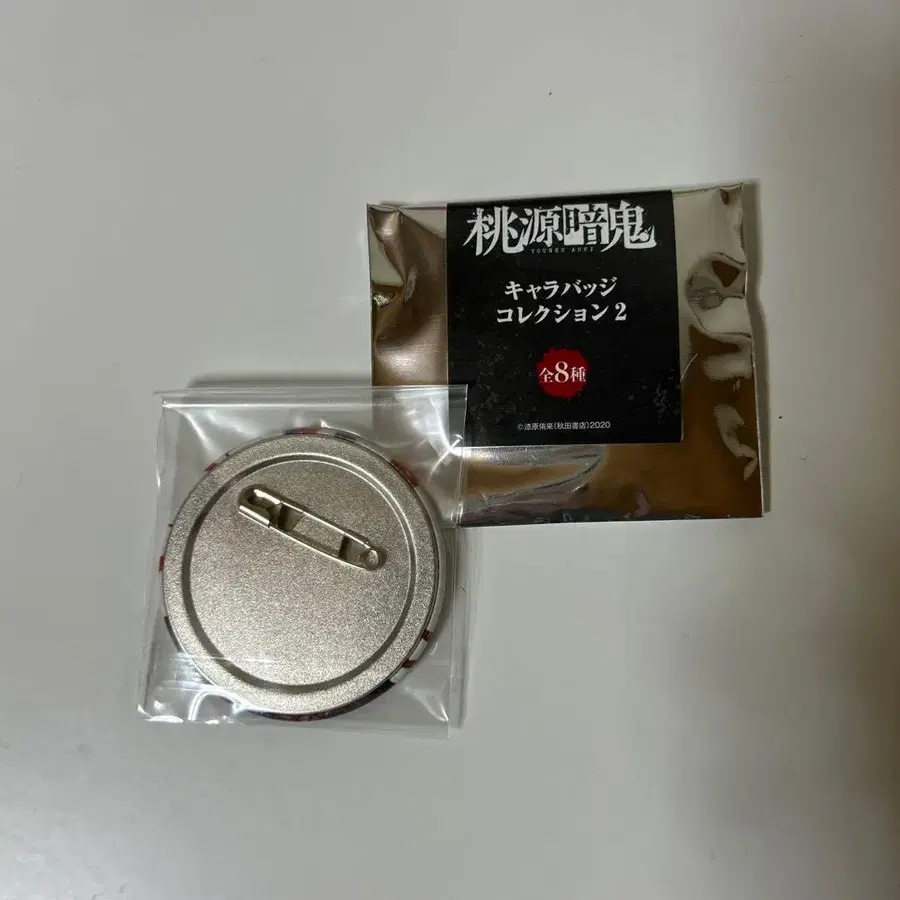 桃源暗鬼
TOUGEN ANKI
キャラバッジ
コレクション2
全8種
©漆原侑来(秋田書店)2020